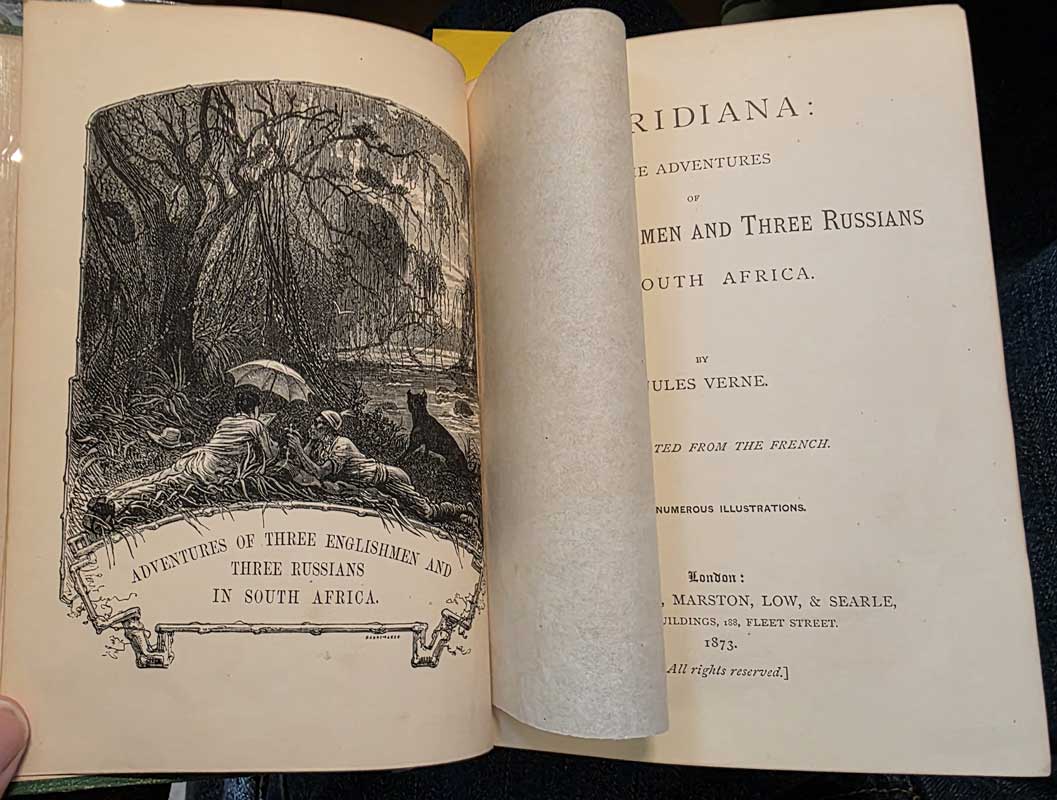 ADVENTURES OF THREE ENGLISHMEN AND
THREE RUSSIANS
IN SOUTH AFRICA.
RIDIANA:
E ADVENTURES
OF
MEN AND THREE RUSSIANS
OUTH AFRICA.
BY
JULES VERNE.
TED FROM THE FRENCH.
NUMEROUS ILLUSTRATIONS.
London:
, MARSTON, LOW, & SEARLE,
UILDINGS, 188, FLEET STREET.
1873.
All rights reserved.]